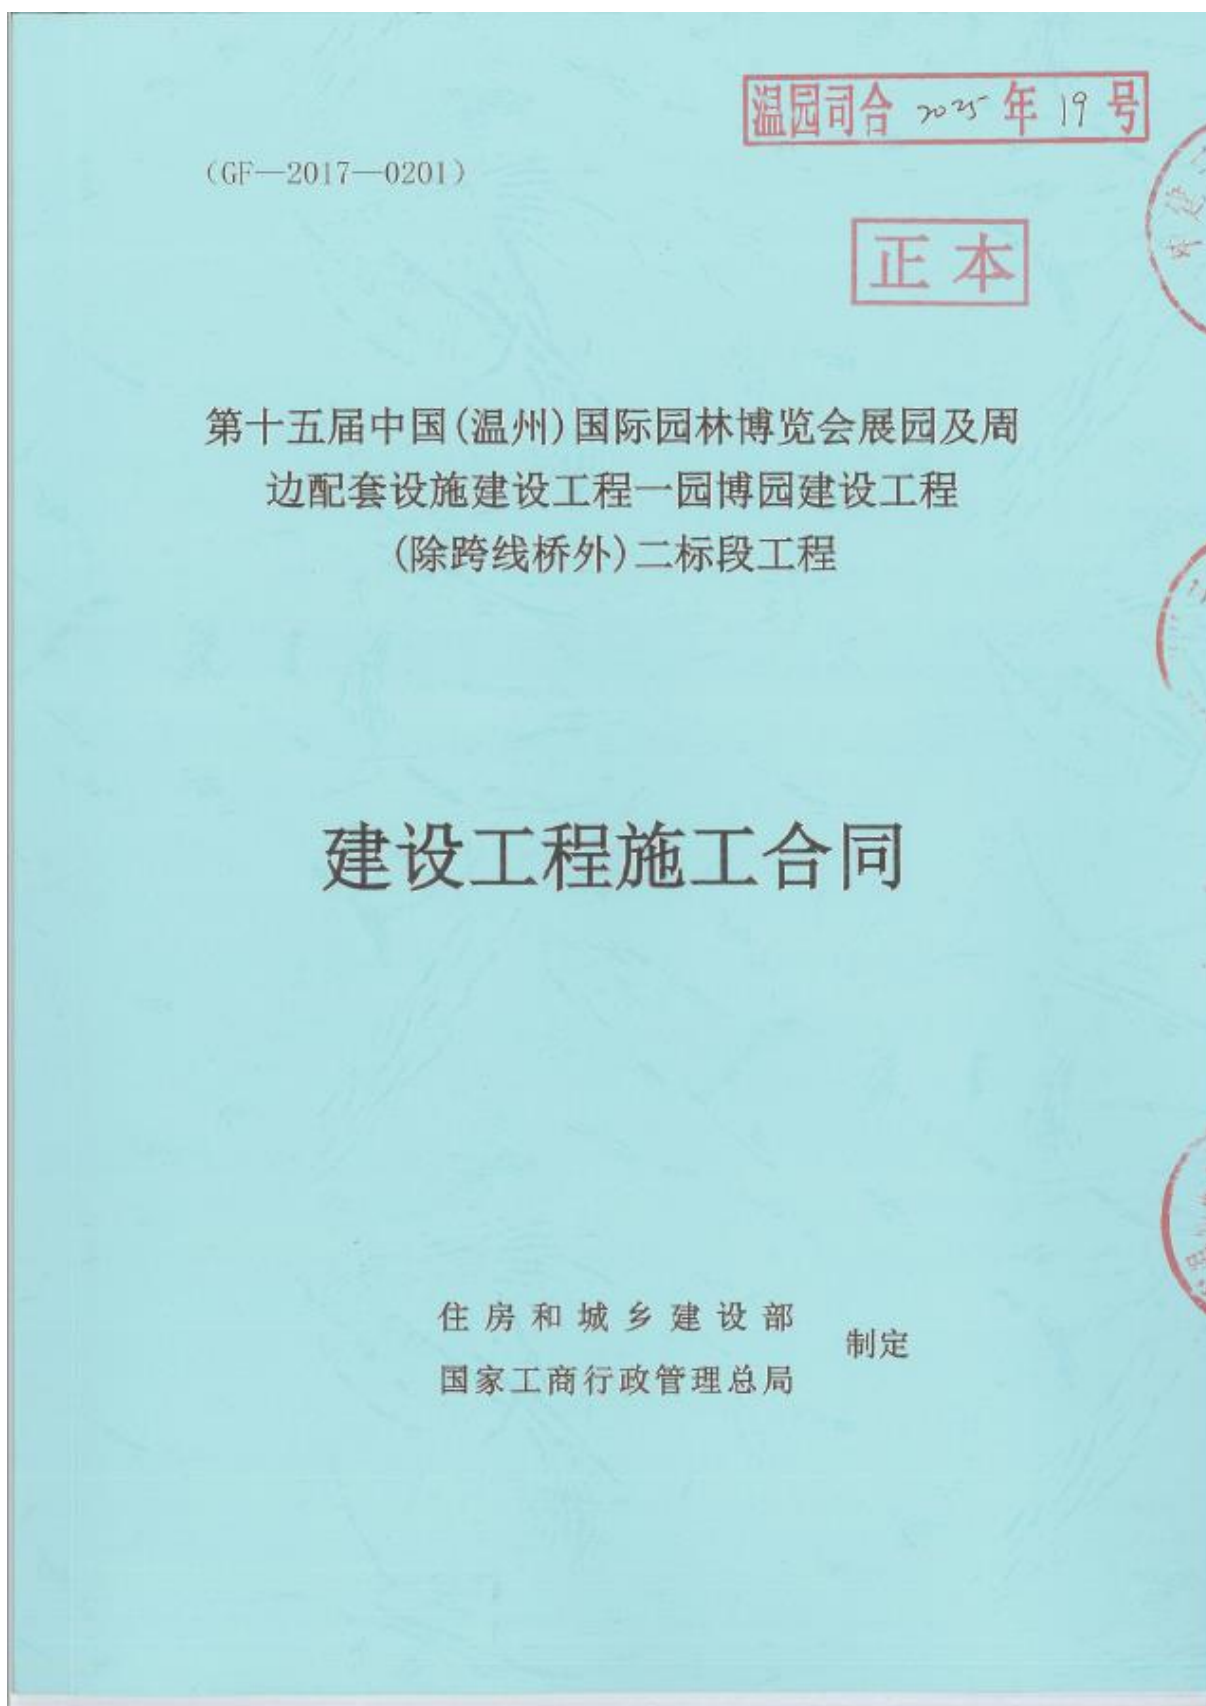 温园司合 2025 年 19 号
(GF—2017—0201)
正本
第十五届中国(温州)国际园林博览会展园及周
边配套设施建设工程一园博园建设工程
(除跨线桥外)二标段工程
建设工程施工合同
住房和城乡建设部
国家工商行政管理总局
制定